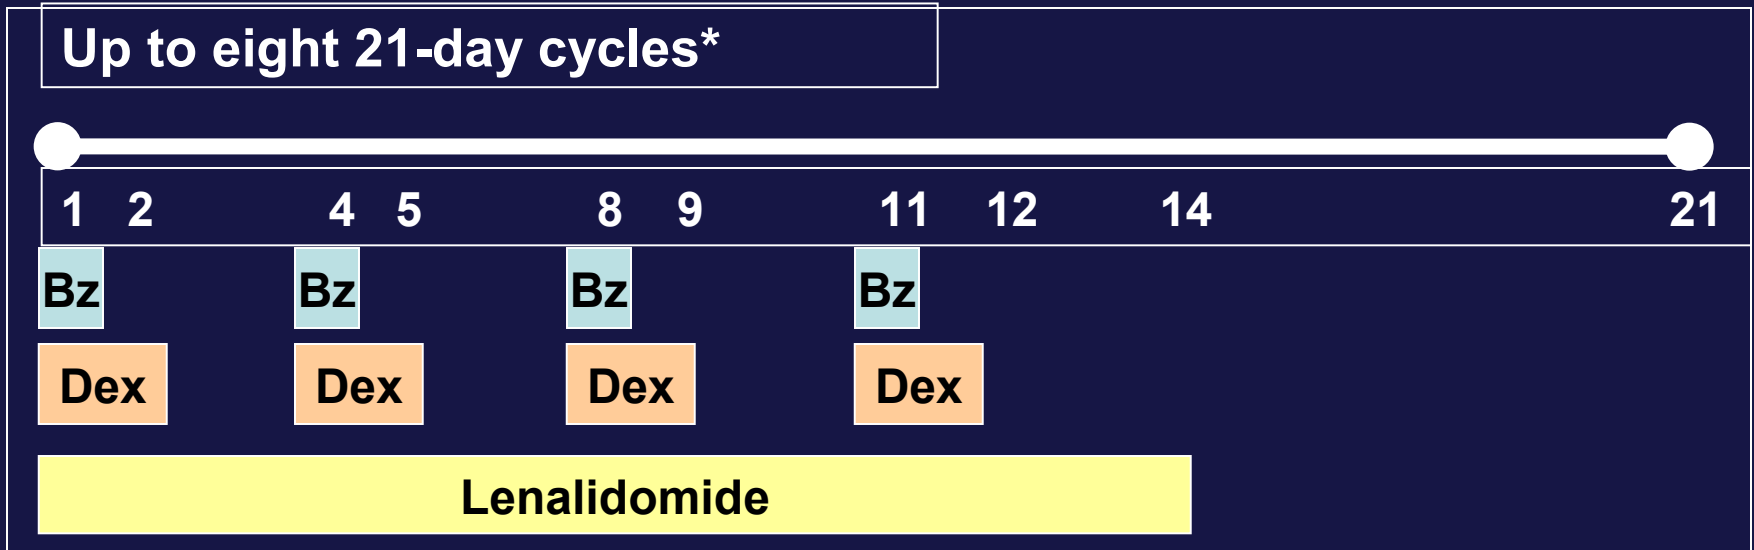 Up to eight 21-day cycles*
1 2 4 5 8 9 11 12 14 21
Bz Bz Bz Bz
Dex Dex Dex Dex
Lenalidomide